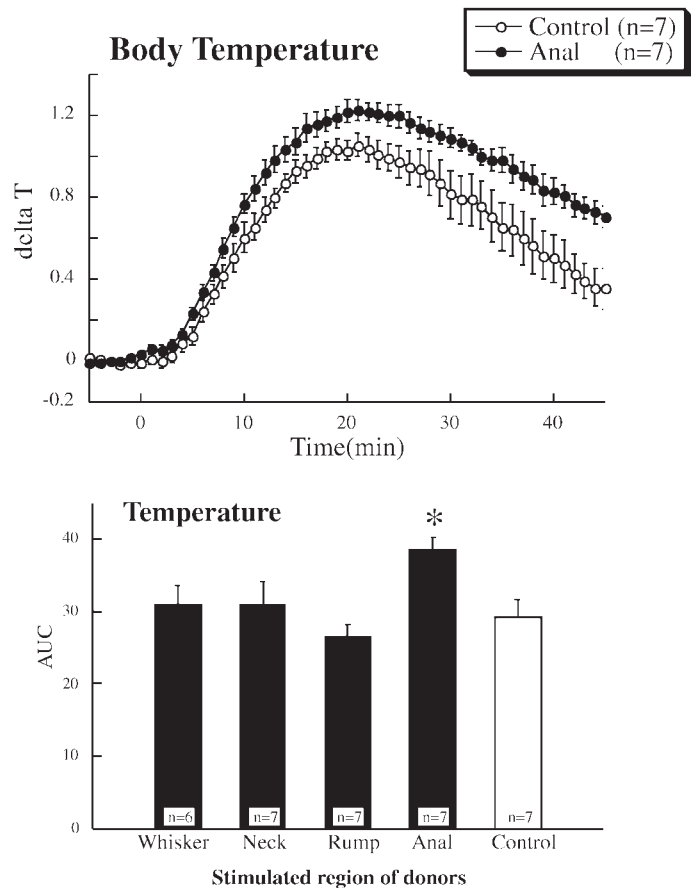 Control (n=7)
Anal (n=7)
Body Temperature
1.2
0.8
0.4
0
-0.2
delta T
0 10 20 30 40
Time(min)
Temperature
*
40
30
20
10
0
AUC
n=6 n=7 n=7 n=7 n=7
Whisker Neck Rump Anal Control
Stimulated region of donors